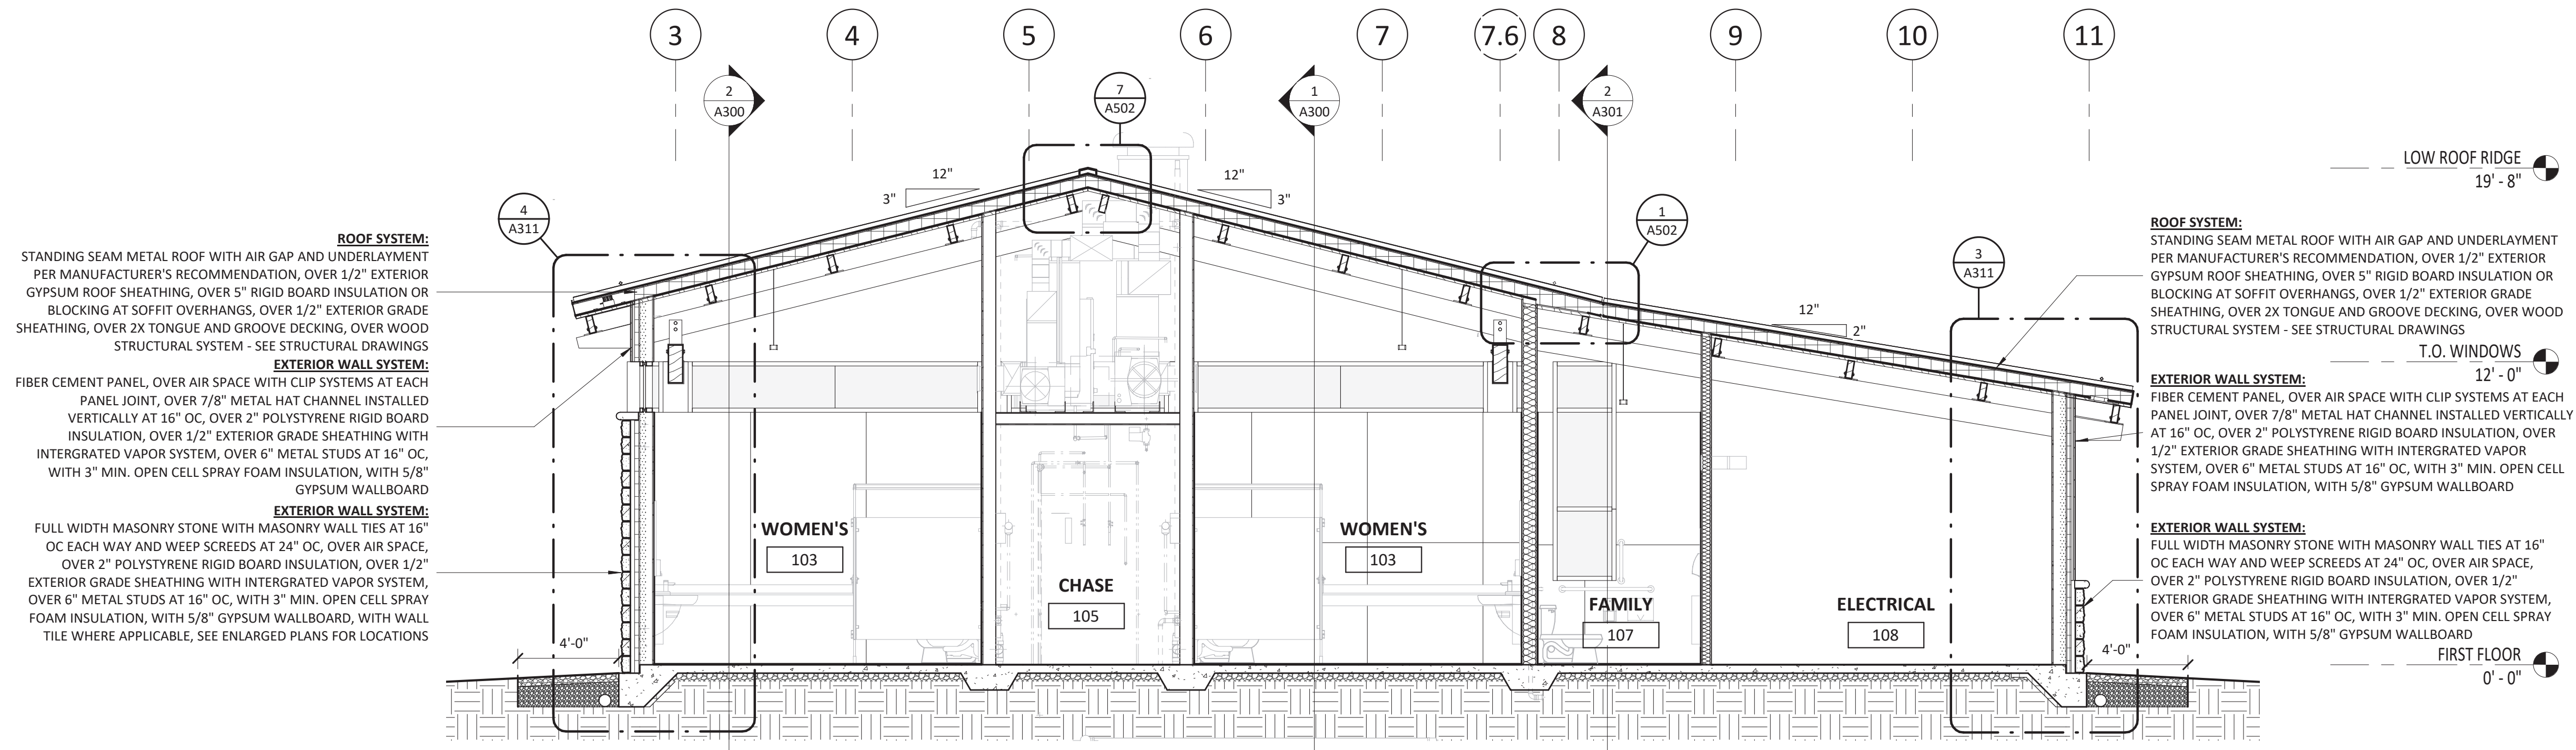 3 4 5 6 7 7.6 8 9 10 11
2
A300
7
A502
1
A300
2
A301
LOW ROOF RIDGE
19' - 8"
12"
3"
12"
3"
4
A311
1
A502
3
A311
ROOF SYSTEM:
STANDING SEAM METAL ROOF WITH AIR GAP AND UNDERLAYMENT
PER MANUFACTURER'S RECOMMENDATION, OVER 1/2" EXTERIOR
GYPSUM ROOF SHEATHING, OVER 5" RIGID BOARD INSULATION OR
BLOCKING AT SOFFIT OVERHANGS, OVER 1/2" EXTERIOR GRADE
SHEATHING, OVER 2X TONGUE AND GROOVE DECKING, OVER WOOD
STRUCTURAL SYSTEM - SEE STRUCTURAL DRAWINGS
EXTERIOR WALL SYSTEM:
FIBER CEMENT PANEL, OVER AIR SPACE WITH CLIP SYSTEMS AT EACH
PANEL JOINT, OVER 7/8" METAL HAT CHANNEL INSTALLED
VERTICALLY AT 16" OC, OVER 2" POLYSTYRENE RIGID BOARD
INSULATION, OVER 1/2" EXTERIOR GRADE SHEATHING WITH
INTERGRATED VAPOR SYSTEM, OVER 6" METAL STUDS AT 16" OC,
WITH 3" MIN. OPEN CELL SPRAY FOAM INSULATION, WITH 5/8"
GYPSUM WALLBOARD
EXTERIOR WALL SYSTEM:
FULL WIDTH MASONRY STONE WITH MASONRY WALL TIES AT 16"
OC EACH WAY AND WEEP SCREEDS AT 24" OC, OVER AIR SPACE,
OVER 2" POLYSTYRENE RIGID BOARD INSULATION, OVER 1/2"
EXTERIOR GRADE SHEATHING WITH INTERGRATED VAPOR SYSTEM,
OVER 6" METAL STUDS AT 16" OC, WITH 3" MIN. OPEN CELL SPRAY
FOAM INSULATION, WITH 5/8" GYPSUM WALLBOARD, WITH WALL
TILE WHERE APPLICABLE, SEE ENLARGED PLANS FOR LOCATIONS
4'-0"
WOMEN'S
103
CHASE
105
WOMEN'S
103
FAMILY
107
ELECTRICAL
108
12"
2"
ROOF SYSTEM:
STANDING SEAM METAL ROOF WITH AIR GAP AND UNDERLAYMENT
PER MANUFACTURER'S RECOMMENDATION, OVER 1/2" EXTERIOR
GYPSUM ROOF SHEATHING, OVER 5" RIGID BOARD INSULATION OR
BLOCKING AT SOFFIT OVERHANGS, OVER 1/2" EXTERIOR GRADE
SHEATHING, OVER 2X TONGUE AND GROOVE DECKING, OVER WOOD
STRUCTURAL SYSTEM - SEE STRUCTURAL DRAWINGS
T.O. WINDOWS
12' - 0"
EXTERIOR WALL SYSTEM:
FIBER CEMENT PANEL, OVER AIR SPACE WITH CLIP SYSTEMS AT EACH
PANEL JOINT, OVER 7/8" METAL HAT CHANNEL INSTALLED VERTICALLY
AT 16" OC, OVER 2" POLYSTYRENE RIGID BOARD INSULATION, OVER
1/2" EXTERIOR GRADE SHEATHING WITH INTERGRATED VAPOR
SYSTEM, OVER 6" METAL STUDS AT 16" OC, WITH 3" MIN. OPEN CELL
SPRAY FOAM INSULATION, WITH 5/8" GYPSUM WALLBOARD
EXTERIOR WALL SYSTEM:
FULL WIDTH MASONRY STONE WITH MASONRY WALL TIES AT 16"
OC EACH WAY AND WEEP SCREEDS AT 24" OC, OVER AIR SPACE,
OVER 2" POLYSTYRENE RIGID BOARD INSULATION, OVER 1/2"
EXTERIOR GRADE SHEATHING WITH INTERGRATED VAPOR SYSTEM,
OVER 6" METAL STUDS AT 16" OC, WITH 3" MIN. OPEN CELL SPRAY
FOAM INSULATION, WITH 5/8" GYPSUM WALLBOARD
4'-0"
FIRST FLOOR
0' - 0"